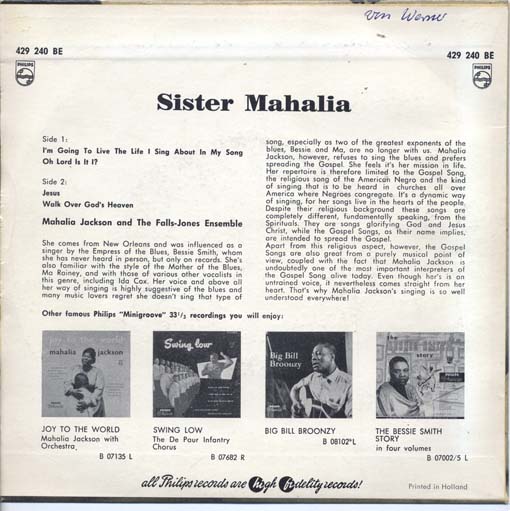 von Werner
429 240 BE
429 240 BE
PHILIPS
PHILIPS
Sister Mahalia
Side 1:
I'm Going To Live The Life I Sing About In My Song
Oh Lord Is It I?
Side 2:
Jesus
Walk Over God's Heaven
Mahalia Jackson and The Falls-Jones Ensemble
She comes from New Orleans and was influenced as a
singer by the Empress of the Blues, Bessie Smith, whom
she has never heard in person, but only on records. She's
also familiar with the style of the Mother of the Blues,
Ma Rainey, and with those of various other vocalists in
this genre, including Ida Cox. Her voice and above all
her way of singing is highly suggestive of the blues and
many music lovers regret she doesn't sing that type of
song, especially as two of the greatest exponents of the
blues, Bessie and Ma, are no longer with us. Mahalia
Jackson, however, refuses to sing the blues and prefers
spreading the Gospel. She feels it's her mission in life.
Her repertoire is therefore limited to the Gospel Song,
the religious song of the American Negro and the kind
of singing that is to be heard in churches all over
America where Negroes congregate. It's a dynamic way
of singing, for her songs live in the hearts of the people.
Despite their religious background these songs are
completely different, fundamentally speaking, from the
Spirituals. They are songs glorifying God and Jesus
Christ, while the Gospel Songs, as their name implies,
are intended to spread the Gospel.
Apart from this religious aspect, however, the Gospel
Songs are also great from a purely musical point of
view, coupled with the fact that Mahalia Jackson is
undoubtedly one of the most important interpreters of
the Gospel Song alive today. Even though her's is an
untrained voice, it nevertheless comes straight from her
heart. That's why Mahalia Jackson's singing is so well
understood everywhere!
Other famous Philips "Minigroove" 33 1/3 recordings you will enjoy:
mahalia jackson
Swing low
Big Bill
Broonzy
story
JOY TO THE WORLD
Mahalia Jackson with
Orchestra
B 07135 L
SWING LOW
The De Paur Infantry
Chorus
B 07682 R
BIG BILL BROONZY
B 08102*L
THE BESSIE SMITH
STORY
in four volumes
B 07002/5 L
all Philips records are high fidelity records!
Printed in Holland